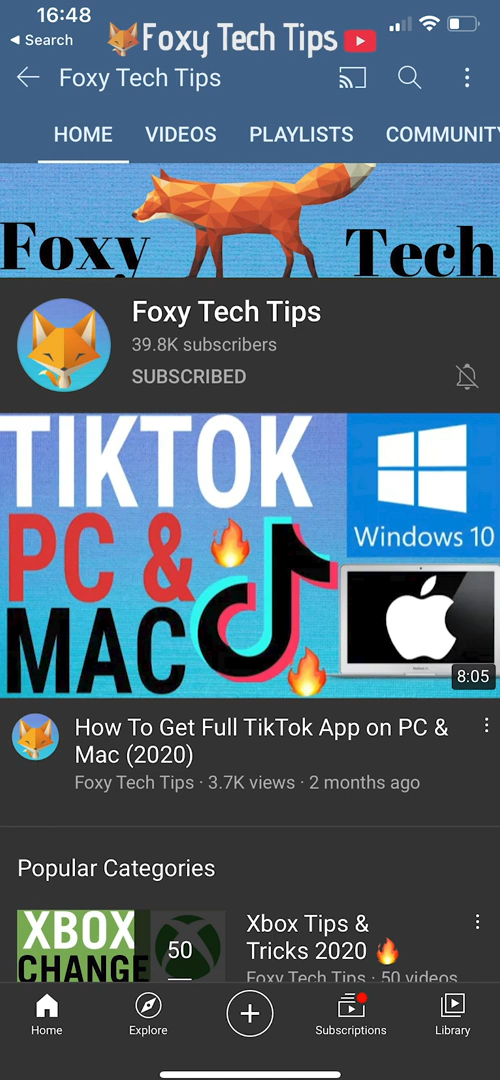 16:48
Search
Foxy Tech Tips
Foxy Tech Tips
HOME VIDEOS PLAYLISTS COMMUNITY
Foxy Tech
Foxy Tech Tips
39.8K subscribers
SUBSCRIBED
TIKTOK
PC &
MAC
Windows 10
8:05
How To Get Full TikTok App on PC &
Mac (2020)
Foxy Tech Tips · 3.7K views · 2 months ago
Popular Categories
XBOX
CHANGE
50
Xbox Tips &
Tricks 2020 🔥
Foxy Tech Tips · 50 videos
Home Explore Subscriptions Library